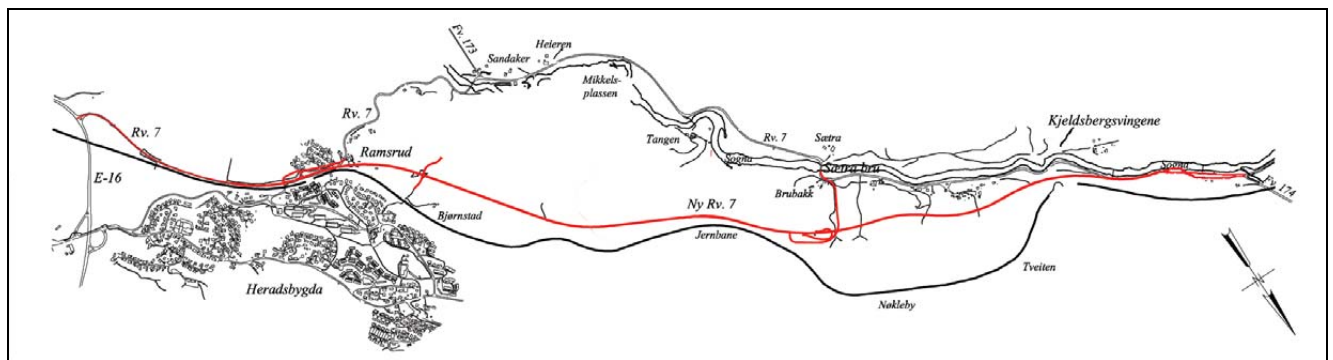 Fv. 173
Sandaker
Heieren
Mikkels-
plassen
Rv. 7
Rv. 7
Ramsrud
E-16
Bjørnstad
Heradsbygda
Tangen
Sogna
Rv. 7
Sætra
Sætra bru
Brubakk
Kjeldsbergsvingene
Sogna
Fv. 174
Ny Rv. 7
Jernbane
Tveiten
Nøkleby